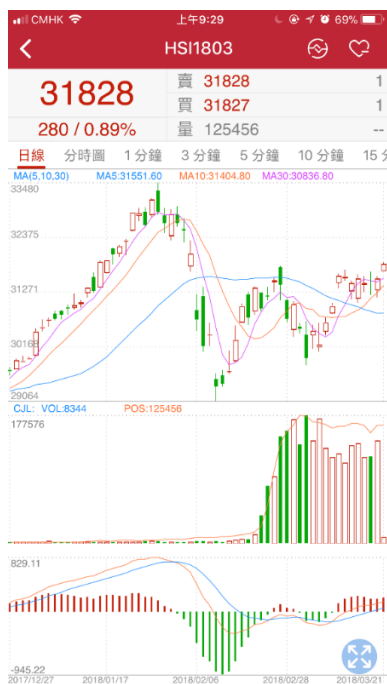 CMHK 上午9:29 69%
HSI1803
31828
280 / 0.89%
賣 31828 1
買 31827 1
量 125456 --
日線 分時圖 1分鐘 3分鐘 5分鐘 10分鐘 15分
MA(5,10,30) MA5:31551.60 MA10:31404.80 MA30:30836.80
33480
32375
31271
30168
29064
CJL: VOL:8344 POS:125456
177576
829.11
-945.22
2017/12/27 2018/01/17 2018/02/06 2018/02/28 2018/03/21